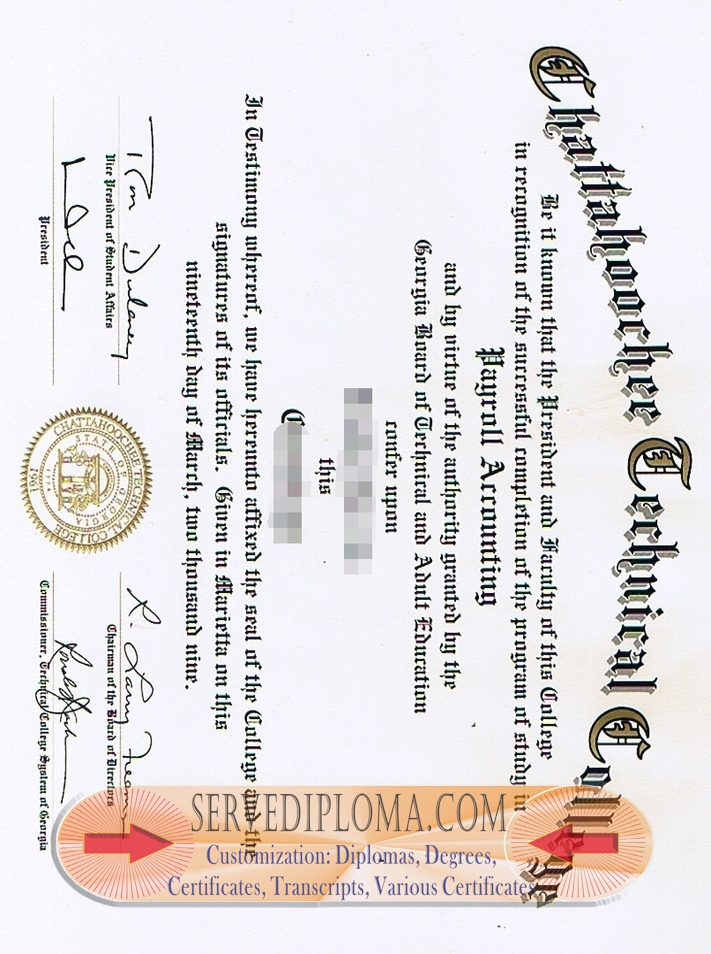 Chattahoochee Technical College
Be it known that the President and Faculty of this College
in recognition of the successful completion of the program of study in
Payroll Accounting
and by virtue of the authority granted by the
Georgia Board of Technical and Adult Education
confer upon
this
C
In Testimony whereof, we have hereunto affixed the seal of the College and the
signatures of its officials. Given in Marietta on this
nineteenth day of March, two thousand nine.
Vice President of Student Affairs
President
CHATTAHOOCHEE TECHNICAL COLLEGE
STATE OF GEORGIA
1961
Chairman of the Board of Directors
Commissioner, Technical College System of Georgia
SERVEDIPLOMA.COM
Customization: Diplomas, Degrees,
Certificates, Transcripts, Various Certificates